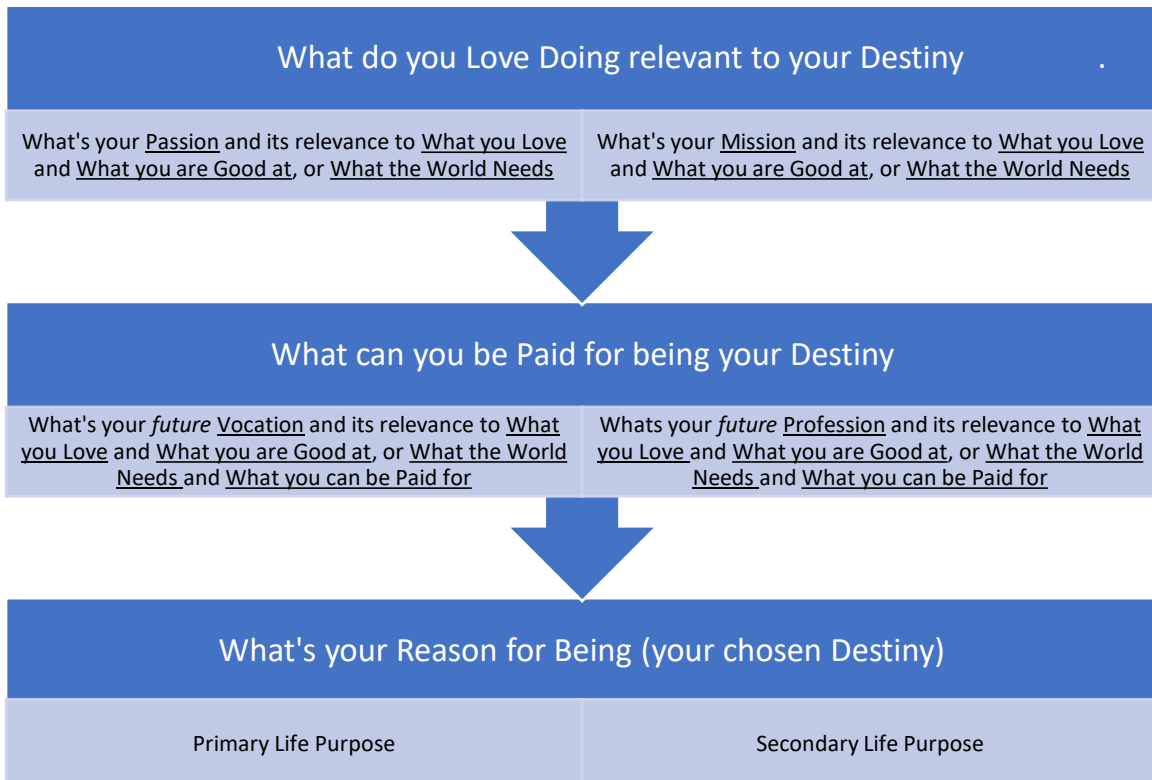 What do you Love Doing relevant to your Destiny .
What's your Passion and its relevance to What you Love
and What you are Good at, or What the World Needs
What's your Mission and its relevance to What you Love
and What you are Good at, or What the World Needs
What can you be Paid for being your Destiny
What's your future Vocation and its relevance to What
you Love and What you are Good at, or What the World
Needs and What you can be Paid for
Whats your future Profession and its relevance to What
you Love and What you are Good at, or What the World
Needs and What you can be Paid for
What's your Reason for Being (your chosen Destiny)
Primary Life Purpose
Secondary Life Purpose